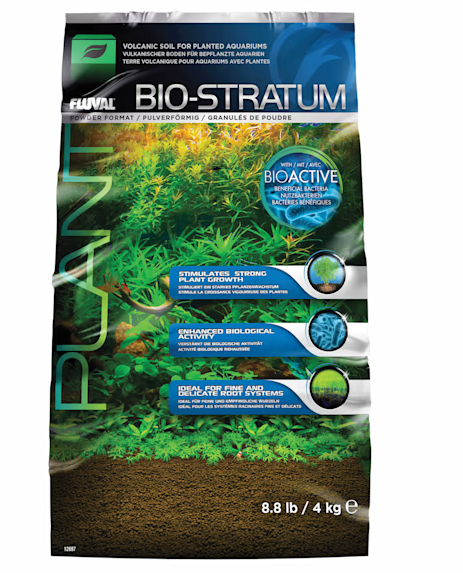 VOLCANIC SOIL FOR PLANTED AQUARIUMS
VULKANISCHER BODEN FÜR BEPFLANZTE AQUARIEN
TERRE VOLCANIQUE POUR AQUARIUMS AVEC PLANTES
FLUVAL BIO-STRATUM
POWDER FORMAT / PULVERFÖRMIG / GRANULÉS DE POUDRE
PLANT
WITH / MIT / AVEC
BIOACTIVE
BENEFICIAL BACTERIA
NUTZBAKTERIEN
BACTÉRIES BÉNÉFIQUES
STIMULATES STRONG
PLANT GROWTH
STIMULIERT EIN STARKES PFLANZENWACHSTUM
STIMULE LA CROISSANCE VIGOUREUSE DES PLANTES
ENHANCED BIOLOGICAL
ACTIVITY
VERSTÄRKT DIE BIOLOGISCHE AKTIVITÄT
ACTIVITÉ BIOLOGIQUE REHAUSSÉE
IDEAL FOR FINE AND
DELICATE ROOT SYSTEMS
IDEAL FÜR FEINE UND EMPFINDLICHE WURZELN
IDÉAL POUR LES SYSTÈMES RACINAIRES FINS ET DÉLICATS
8.8 lb / 4 kg e
12697